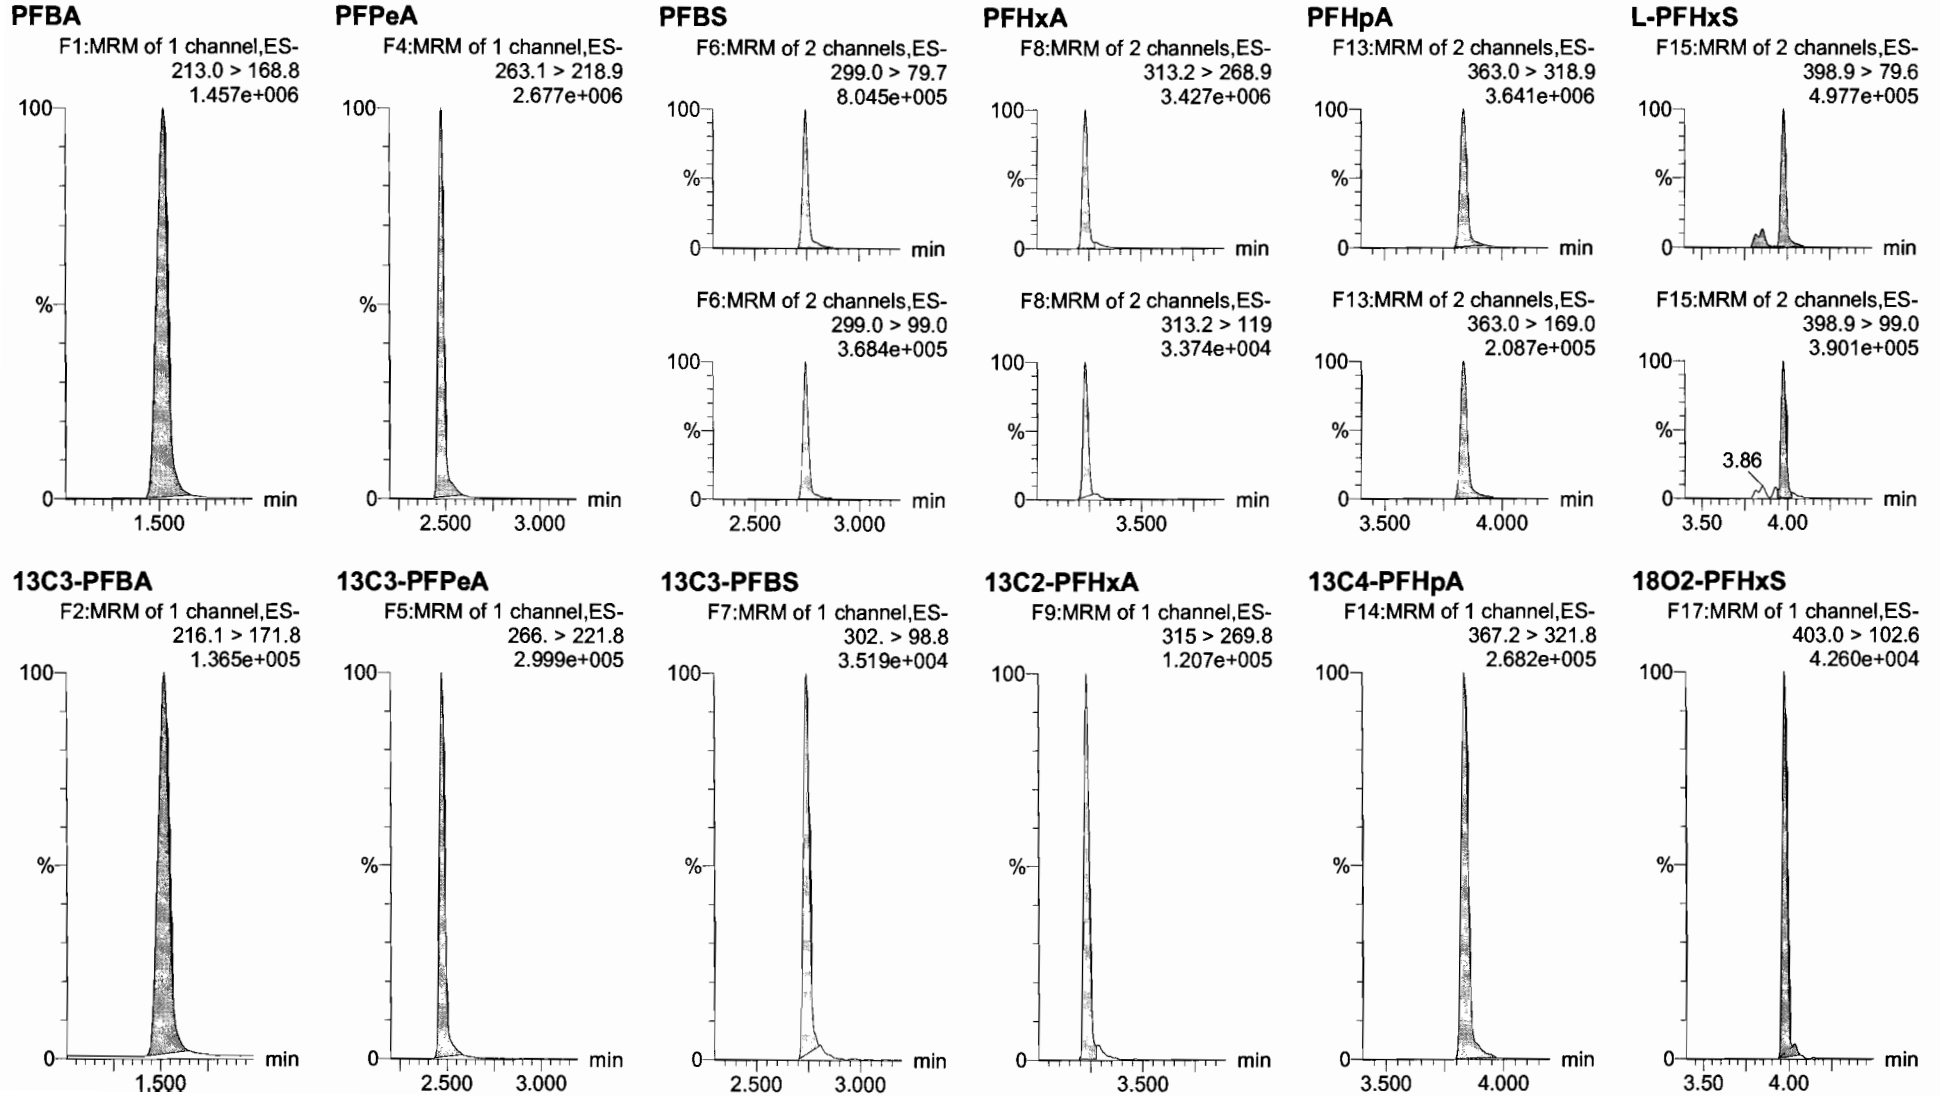 PFBA
F1:MRM of 1 channel,ES-
213.0 > 168.8
1.457e+006
100
%
0
min
1.500
PFPeA
F4:MRM of 1 channel,ES-
263.1 > 218.9
2.677e+006
100
%
0
min
2.500 3.000
PFBS
F6:MRM of 2 channels,ES-
299.0 > 79.7
8.045e+005
100
%
0
min
F6:MRM of 2 channels,ES-
299.0 > 99.0
3.684e+005
100
%
0
min
2.500 3.000
PFHxA
F8:MRM of 2 channels,ES-
313.2 > 268.9
3.427e+006
100
%
0
min
F8:MRM of 2 channels,ES-
313.2 > 119
3.374e+004
100
%
0
min
3.500
PFHpA
F13:MRM of 2 channels,ES-
363.0 > 318.9
3.641e+006
100
%
0
min
F13:MRM of 2 channels,ES-
363.0 > 169.0
2.087e+005
100
%
0
min
3.500 4.000
L-PFHxS
F15:MRM of 2 channels,ES-
398.9 > 79.6
4.977e+005
100
%
0
min
F15:MRM of 2 channels,ES-
398.9 > 99.0
3.901e+005
100
%
3.86
0
min
3.50 4.00
13C3-PFBA
F2:MRM of 1 channel,ES-
216.1 > 171.8
1.365e+005
100
%
0
min
1.500
13C3-PFPeA
F5:MRM of 1 channel,ES-
266. > 221.8
2.999e+005
100
%
0
min
2.500 3.000
13C3-PFBS
F7:MRM of 1 channel,ES-
302. > 98.8
3.519e+004
100
%
0
min
2.500 3.000
13C2-PFHxA
F9:MRM of 1 channel,ES-
315 > 269.8
1.207e+005
100
%
0
min
3.500
13C4-PFHpA
F14:MRM of 1 channel,ES-
367.2 > 321.8
2.682e+005
100
%
0
min
3.500 4.000
18O2-PFHxS
F17:MRM of 1 channel,ES-
403.0 > 102.6
4.260e+004
100
%
0
min
3.50 4.00